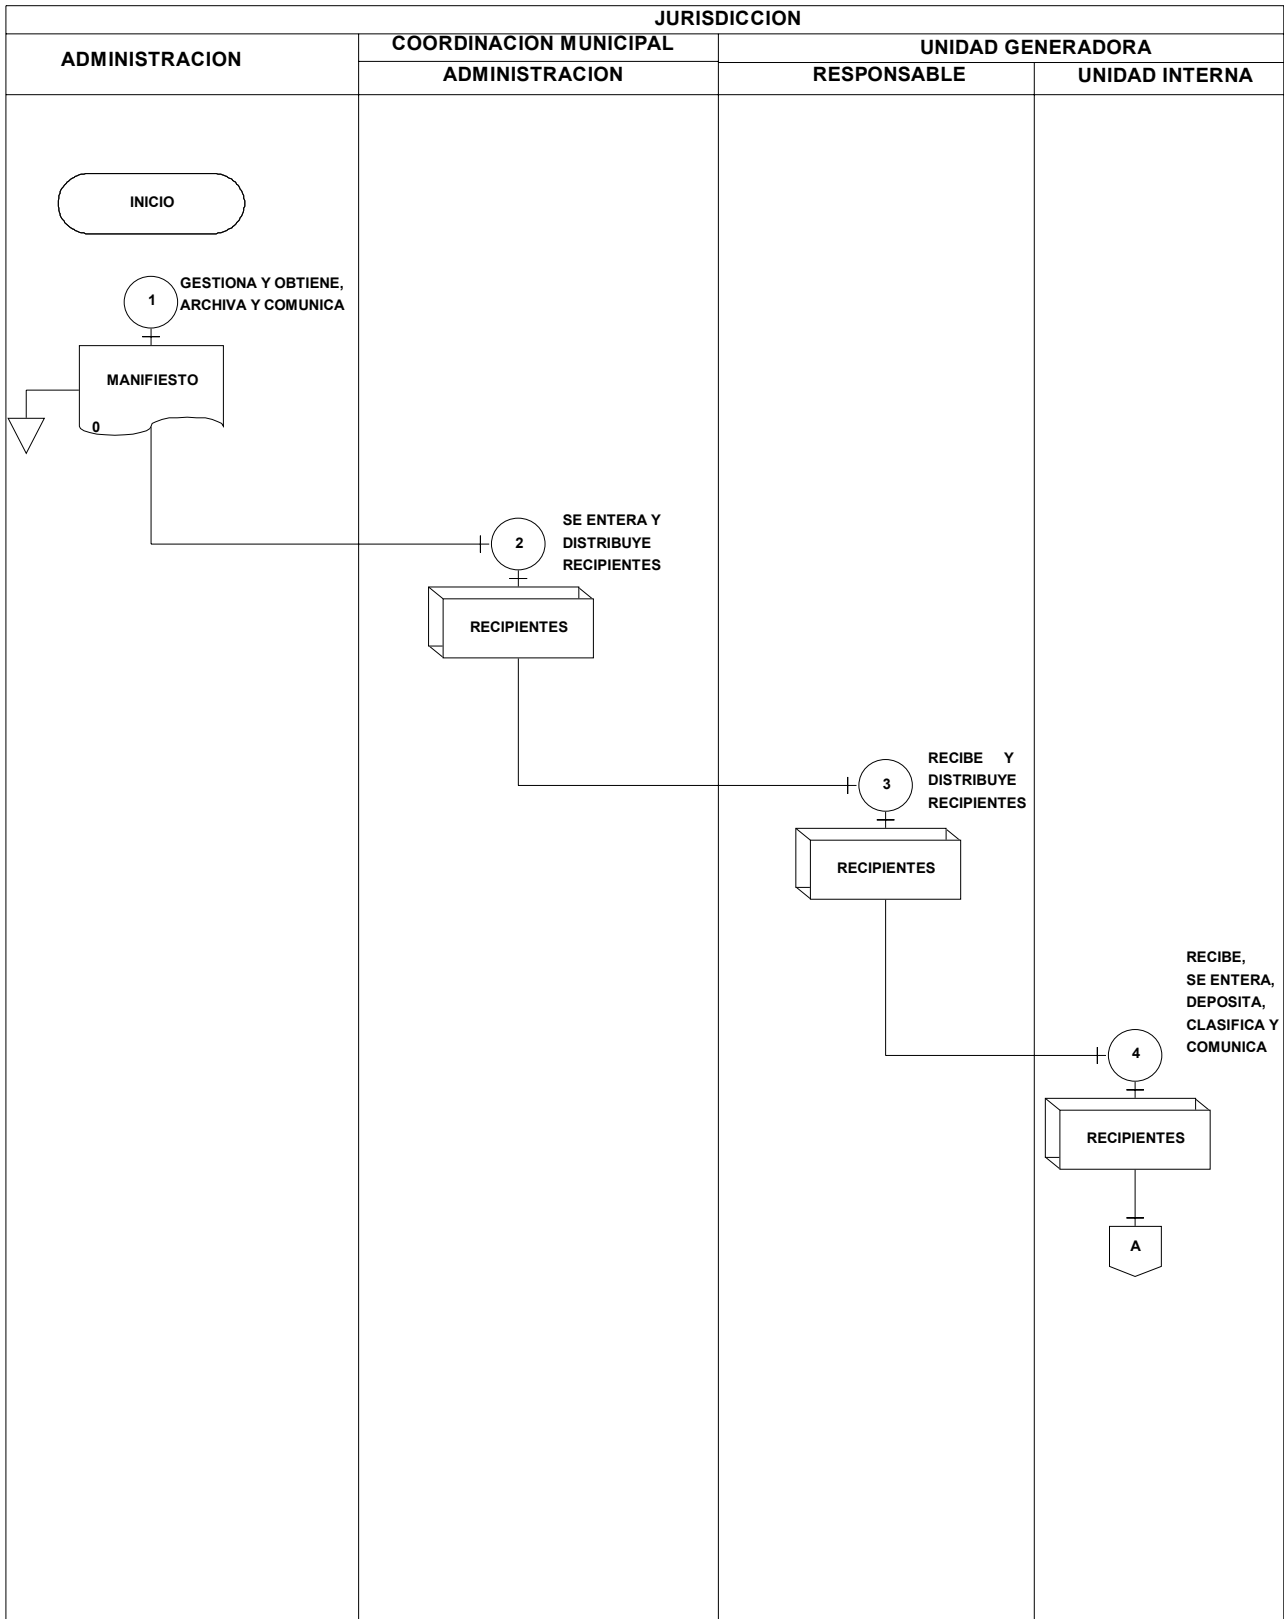 JURISDICCION
ADMINISTRACION
COORDINACION MUNICIPAL
ADMINISTRACION
UNIDAD GENERADORA
RESPONSABLE
UNIDAD INTERNA
INICIO
1
GESTIONA Y OBTIENE,
ARCHIVA Y COMUNICA
MANIFIESTO
0
2
SE ENTERA Y
DISTRIBUYE
RECIPIENTES
RECIPIENTES
3
RECIBE Y
DISTRIBUYE
RECIPIENTES
RECIPIENTES
4
RECIBE,
SE ENTERA,
DEPOSITA,
CLASIFICA Y
COMUNICA
RECIPIENTES
A